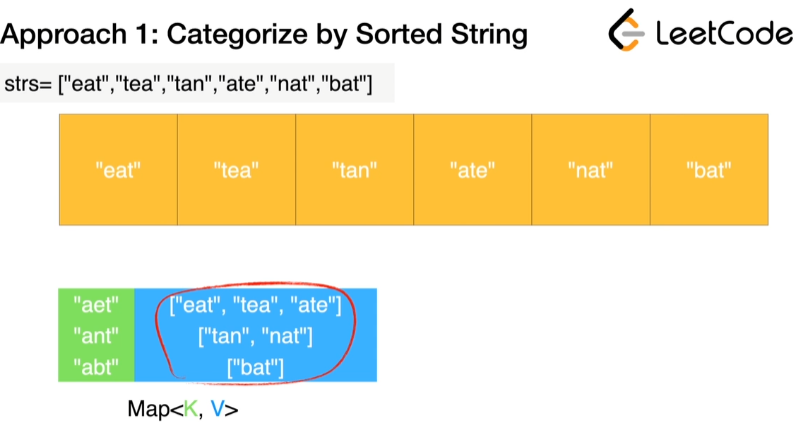 Approach 1: Categorize by Sorted String
LeetCode
strs= ["eat","tea","tan","ate","nat","bat"]
"eat" "tea" "tan" "ate" "nat" "bat"
"aet" ["eat", "tea", "ate"]
"ant" ["tan", "nat"]
"abt" ["bat"]
Map<K, V>